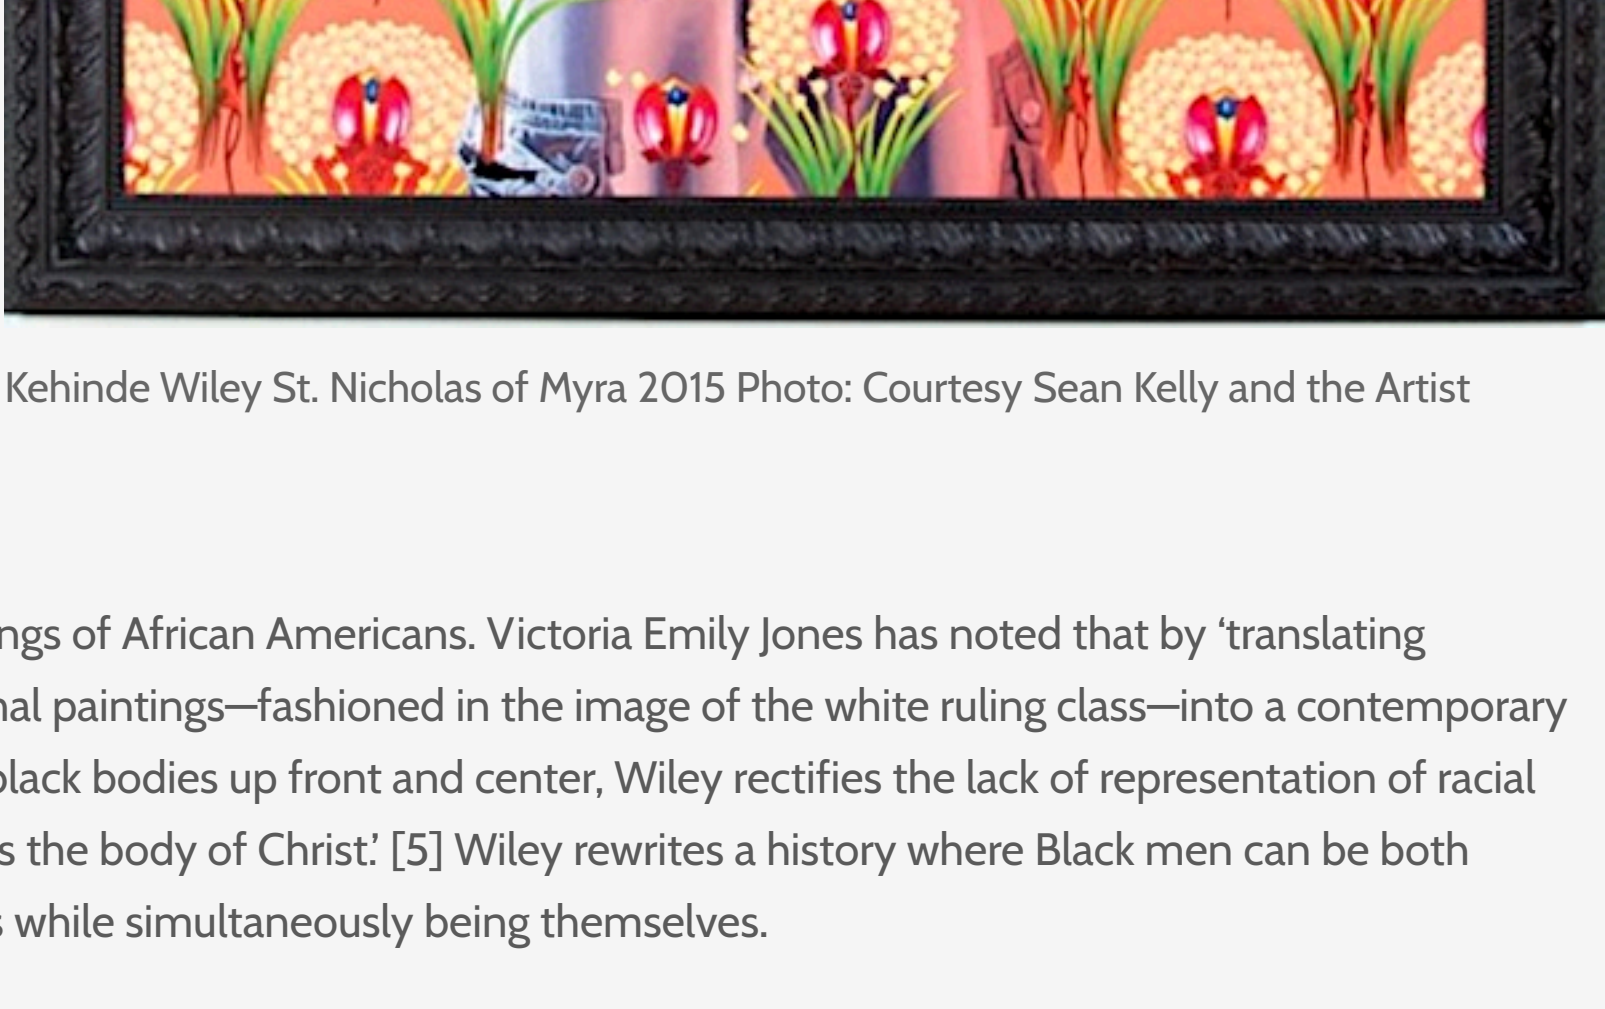 Kehinde Wiley St. Nicholas of Myra 2015 Photo: Courtesy Sean Kelly and the Artist
of African Americans. Victoria Emily Jones has noted that by ‘translating
paintings—fashioned in the image of the white ruling class—into a contemporary
black bodies up front and center, Wiley rectifies the lack of representation of racial
the body of Christ.’ [5] Wiley rewrites a history where Black men can be both
while simultaneously being themselves.